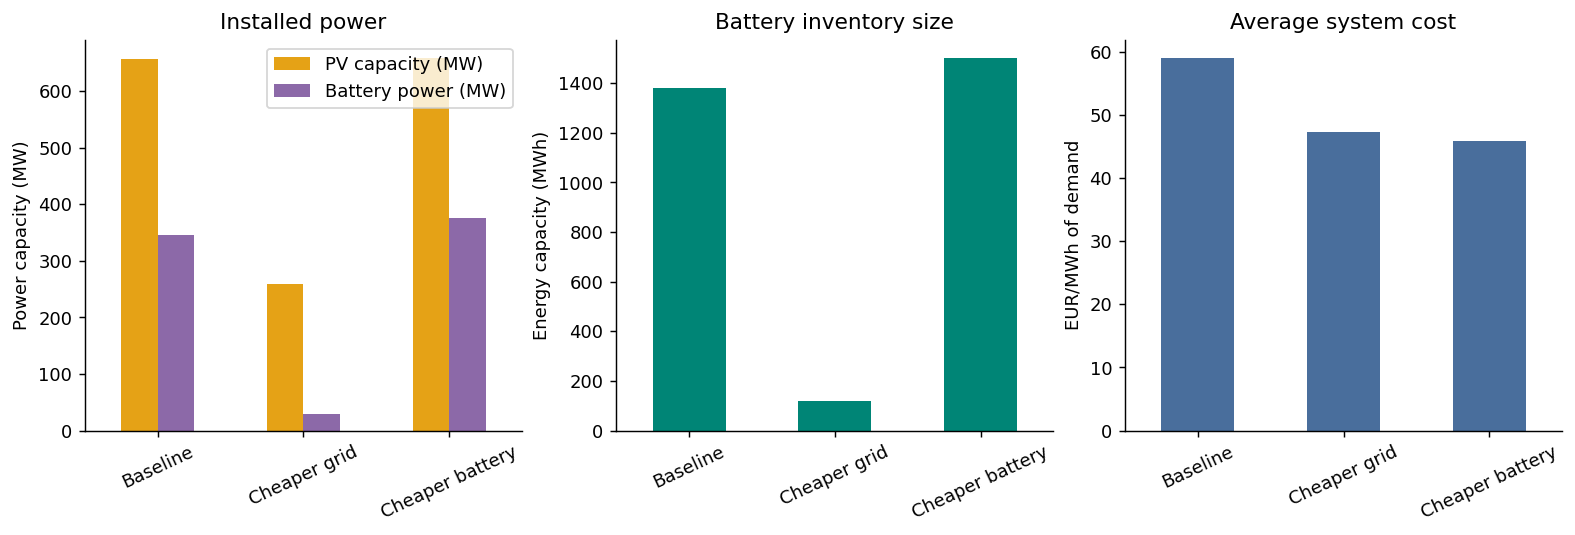 Installed power
Power capacity (MW)
600
500
400
300
200
100
0
PV capacity (MW)
Battery power (MW)
Baseline
Cheaper grid
Cheaper battery
Battery inventory size
Energy capacity (MWh)
1400
1200
1000
800
600
400
200
0
Baseline
Cheaper grid
Cheaper battery
Average system cost
EUR/MWh of demand
60
50
40
30
20
10
0
Baseline
Cheaper grid
Cheaper battery